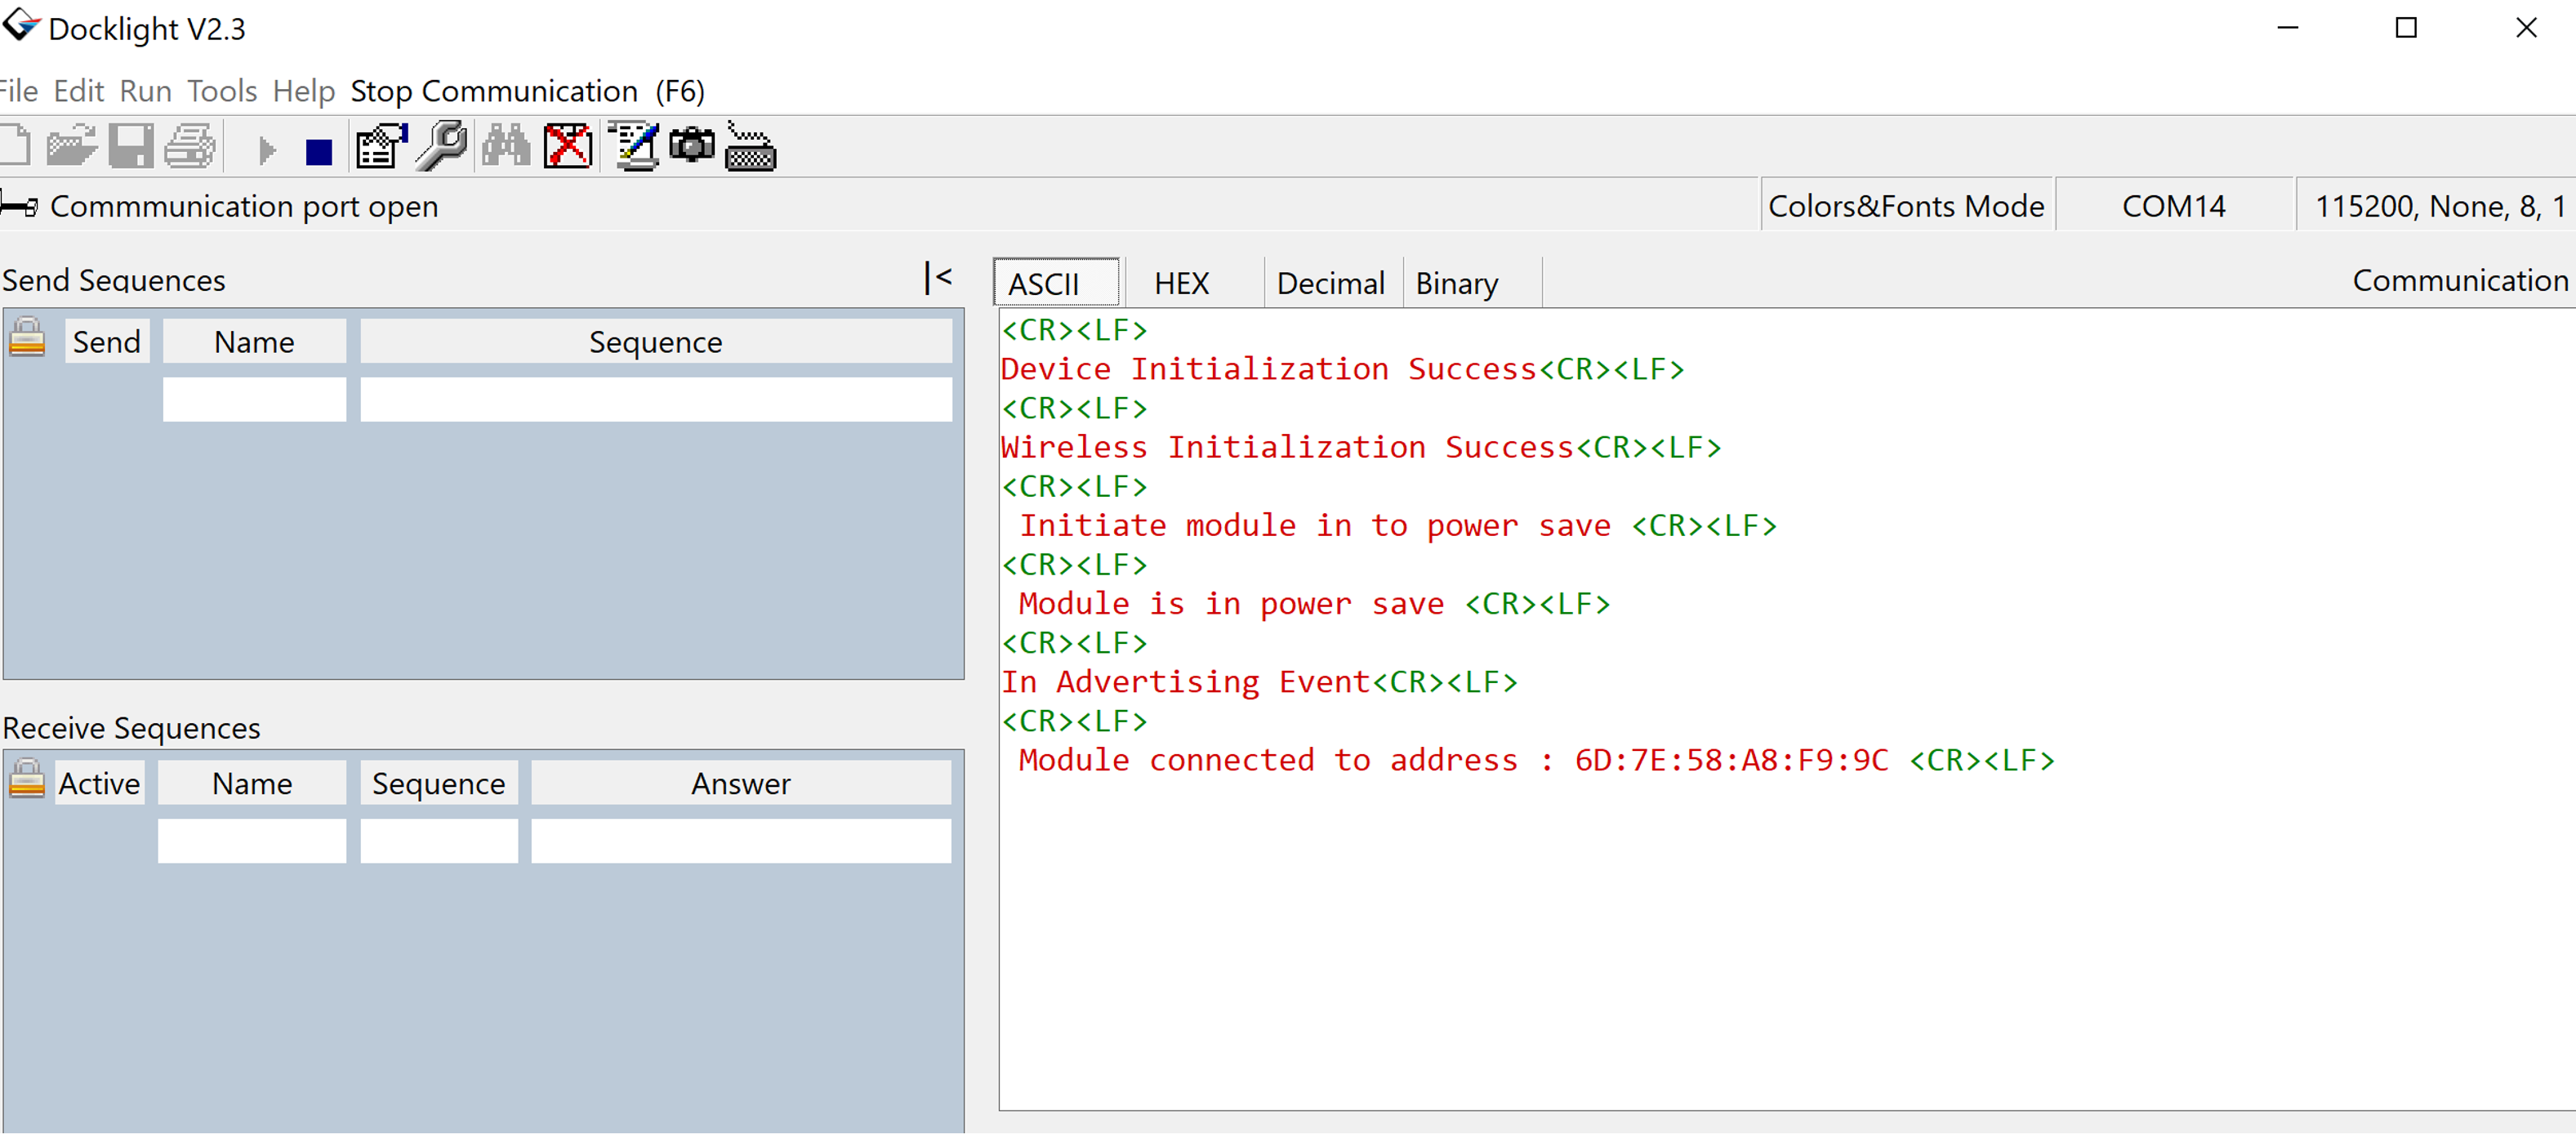 Docklight V2.3
File Edit Run Tools Help Stop Communication (F6)
Commmunication port open
Colors&Fonts Mode
COM14
115200, None, 8, 1
Send Sequences
|<
Send Name Sequence
Receive Sequences
Active Name Sequence Answer
ASCII HEX Decimal Binary
Communication
<CR><LF>
Device Initialization Success<CR><LF>
<CR><LF>
Wireless Initialization Success<CR><LF>
<CR><LF>
Initiate module in to power save <CR><LF>
<CR><LF>
Module is in power save <CR><LF>
<CR><LF>
In Advertising Event<CR><LF>
<CR><LF>
Module connected to address : 6D:7E:58:A8:F9:9C <CR><LF>